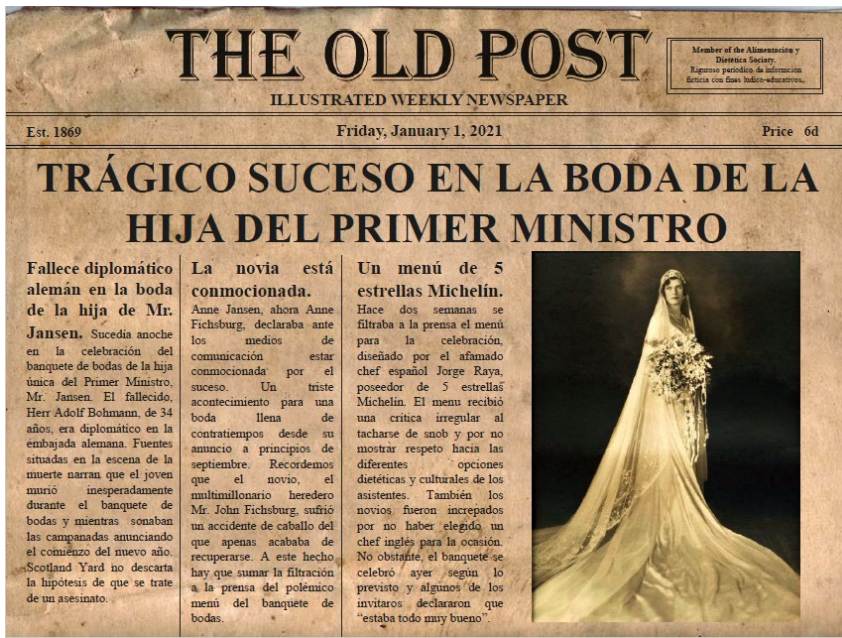 THE OLD POST
Member of the Alimentación y
Dietética Society.
Riguroso periódico de información
ficticia con fines lúdico-educativos.
ILLUSTRATED WEEKLY NEWSPAPER
Est. 1869
Friday, January 1, 2021
Price 6d
TRÁGICO SUCESO EN LA BODA DE LA
HIJA DEL PRIMER MINISTRO
Fallece diplomático
alemán en la boda
de la hija de Mr.
Jansen. Sucedía anoche
en la celebración del
banquete de bodas de la hija
única del Primer Ministro,
Mr. Jansen. El fallecido,
Herr Adolf Bohmann, de 34
años, era diplomático en la
embajada alemana. Fuentes
situadas en la escena de la
muerte narran que el joven
murió inesperadamente
durante el banquete de
bodas y mientras sonaban
las campanadas anunciando
el comienzo del nuevo año.
Scotland Yard no descarta
la hipótesis de que se trate
de un asesinato.
La novia está
conmocionada.
Anne Jansen, ahora Anne
Fichsburg, declaraba ante
los medios de
comunicación estar
conmocionada por el
suceso. Un triste
acontecimiento para una
boda llena de
contratiempos desde su
anuncio a principios de
septiembre. Recordemos
que el novio, el
multimillonario heredero
Mr. John Fichsburg, sufrió
un accidente de caballo del
que apenas acababa de
recuperarse. A este hecho
hay que sumar la filtración
a la prensa del polémico
menú del banquete de
bodas.
Un menú de 5
estrellas Michelín.
Hace dos semanas se
filtraba a la prensa el menú
para la celebración,
diseñado por el afamado
chef español Jorge Raya,
poseedor de 5 estrellas
Michelín. El menu recibió
una crítica irregular al
tacharse de snob y por no
mostrar respeto hacia las
diferentes opciones
dietéticas y culturales de los
asistentes. También los
novios fueron increpados
por no haber elegido un
chef inglés para la ocasión.
No obstante, el banquete se
celebró ayer según lo
previsto y algunos de los
invitaros declararon que
“estaba todo muy bueno”.